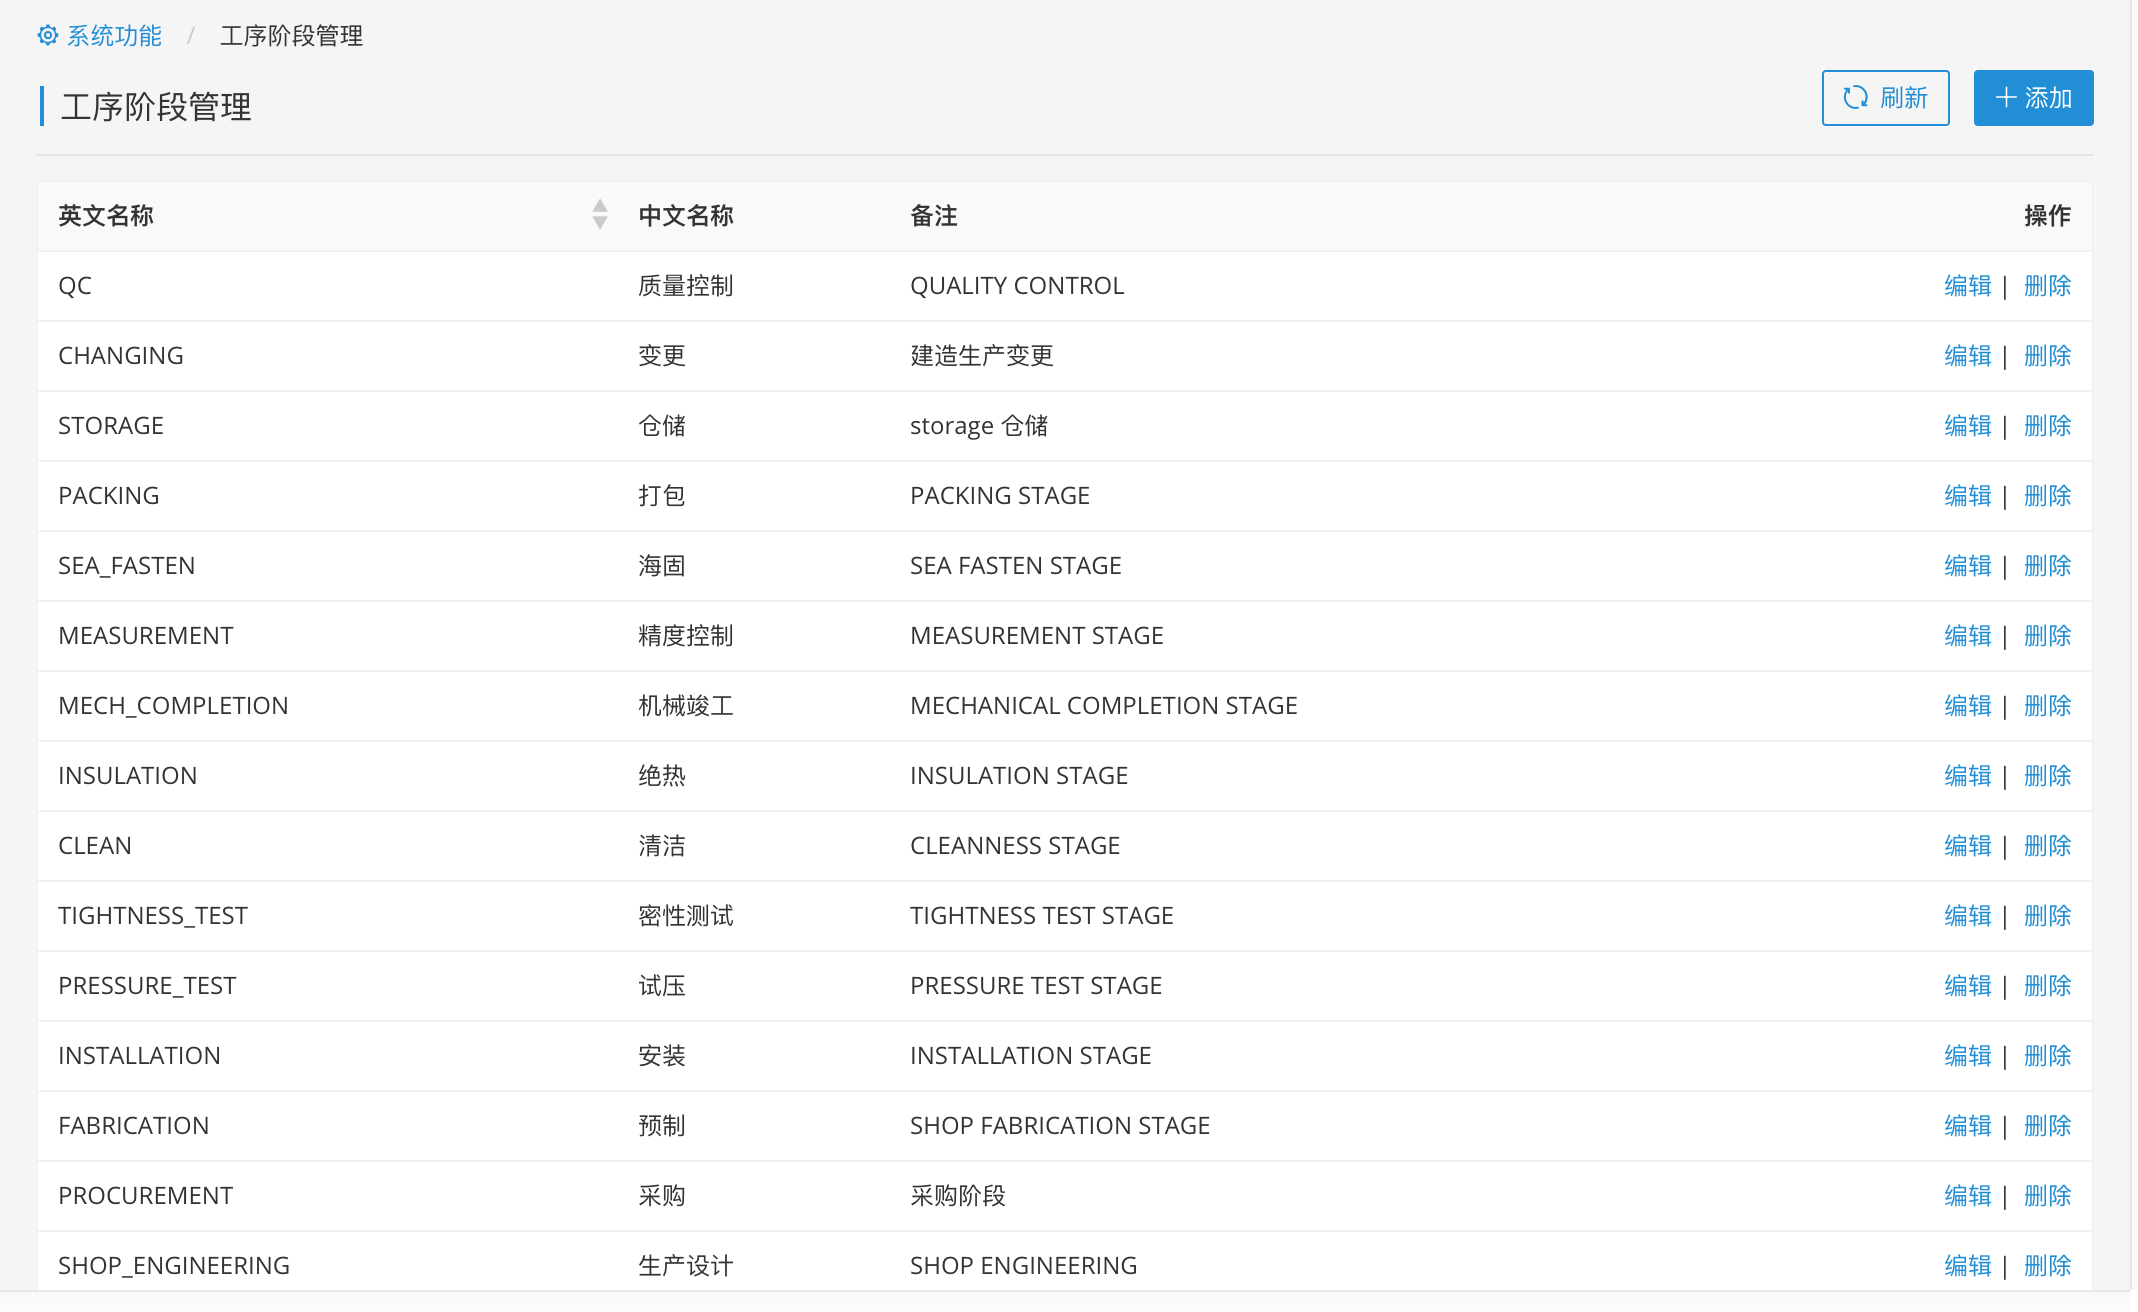 系统功能 / 工序阶段管理
工序阶段管理
刷新 添加
英文名称 中文名称 备注 操作
QC 质量控制 QUALITY CONTROL 编辑 | 删除
CHANGING 变更 建造生产变更 编辑 | 删除
STORAGE 仓储 storage 仓储 编辑 | 删除
PACKING 打包 PACKING STAGE 编辑 | 删除
SEA_FASTEN 海固 SEA FASTEN STAGE 编辑 | 删除
MEASUREMENT 精度控制 MEASUREMENT STAGE 编辑 | 删除
MECH_COMPLETION 机械竣工 MECHANICAL COMPLETION STAGE 编辑 | 删除
INSULATION 绝热 INSULATION STAGE 编辑 | 删除
CLEAN 清洁 CLEANNESS STAGE 编辑 | 删除
TIGHTNESS_TEST 密性测试 TIGHTNESS TEST STAGE 编辑 | 删除
PRESSURE_TEST 试压 PRESSURE TEST STAGE 编辑 | 删除
INSTALLATION 安装 INSTALLATION STAGE 编辑 | 删除
FABRICATION 预制 SHOP FABRICATION STAGE 编辑 | 删除
PROCUREMENT 采购 采购阶段 编辑 | 删除
SHOP_ENGINEERING 生产设计 SHOP ENGINEERING 编辑 | 删除